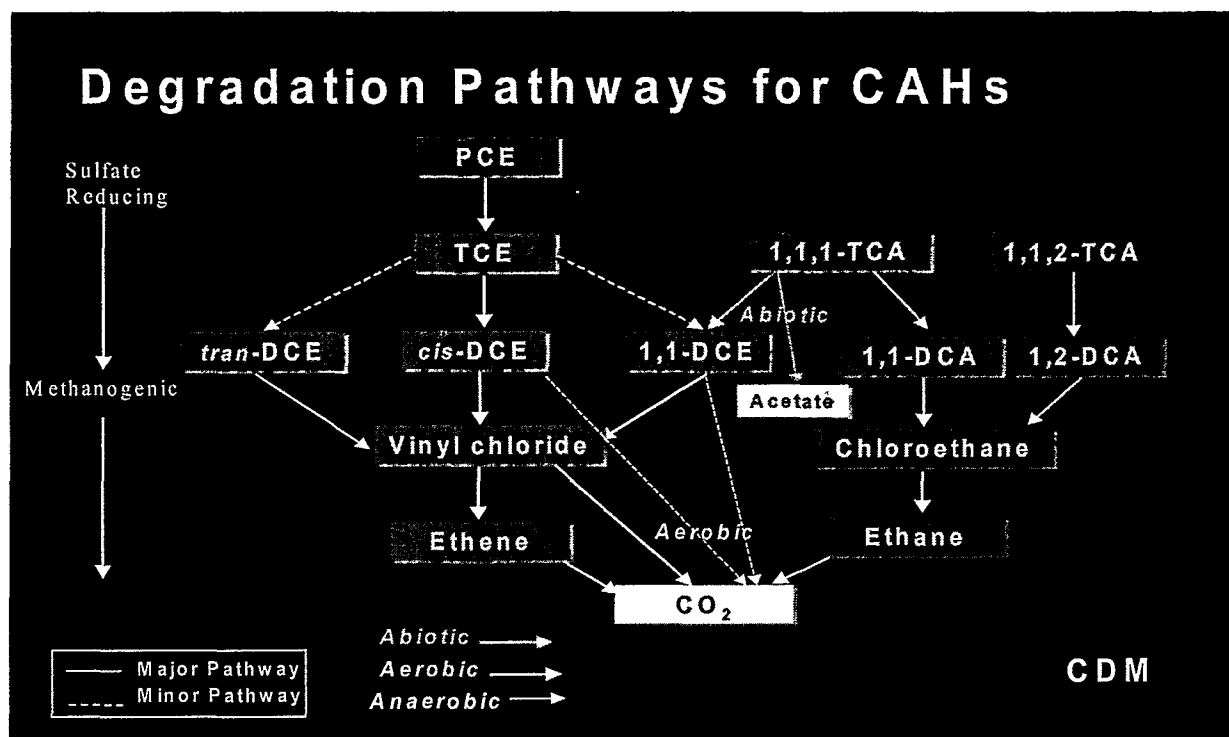 Degradation Pathways for CAHs
Sulfate
Reducing
PCE
TCE
1,1,1-TCA
1,1,2-TCA
Abiotic
tran-DCE
cis-DCE
1,1-DCE
1,1-DCA
1,2-DCA
Methanogenic
Acetate
Vinyl chloride
Chloroethane
Ethene
Aerobic
Ethane
CO₂
Abiotic
Aerobic
Anaerobic
Major Pathway
Minor Pathway
CDM